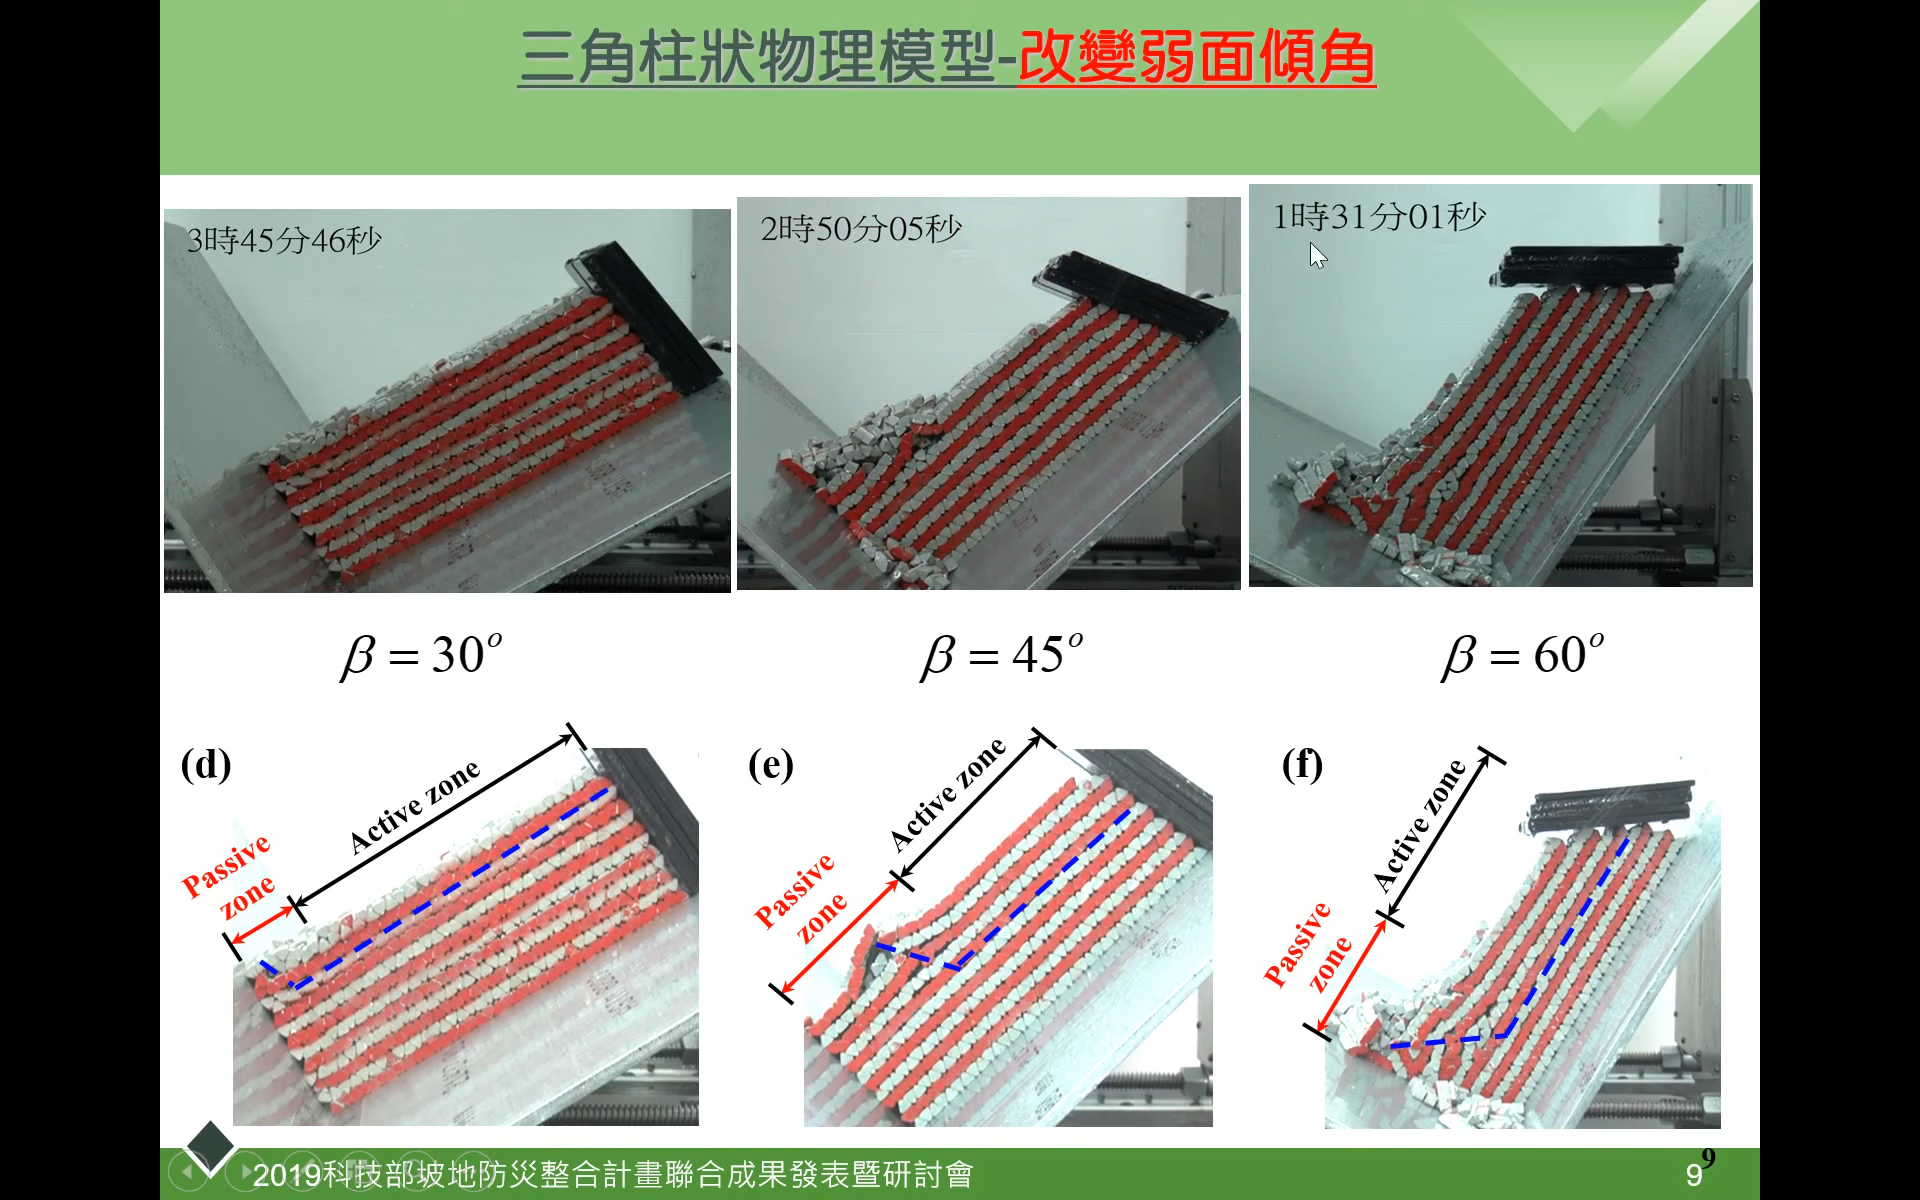 三角柱狀物理模型-改變弱面傾角
3時45分46秒
2時50分05秒
1時31分01秒
β = 30°
β = 45°
β = 60°
(d)
Active zone
Passive
zone
(e)
Active zone
Passive
zone
(f)
Active zone
Passive
zone
2019科技部坡地防災整合計畫聯合成果發表暨研討會
9
9